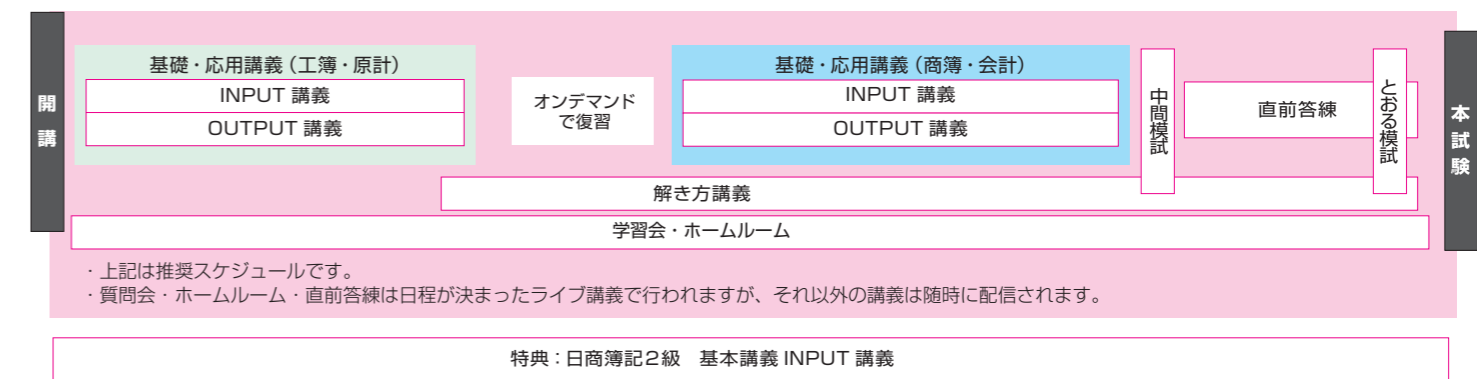 開講
基礎・応用講義（工簿・原計）
INPUT 講義
OUTPUT 講義
オンデマンド
で復習
基礎・応用講義（商簿・会計）
INPUT 講義
OUTPUT 講義
中間模試
直前答練
とおる模試
本試験
解き方講義
学習会・ホームルーム
・上記は推奨スケジュールです。
・質問会・ホームルーム・直前答練は日程が決まったライブ講義で行われますが、それ以外の講義は随時に配信されます。
特典：日商簿記２級　基本講義 INPUT 講義